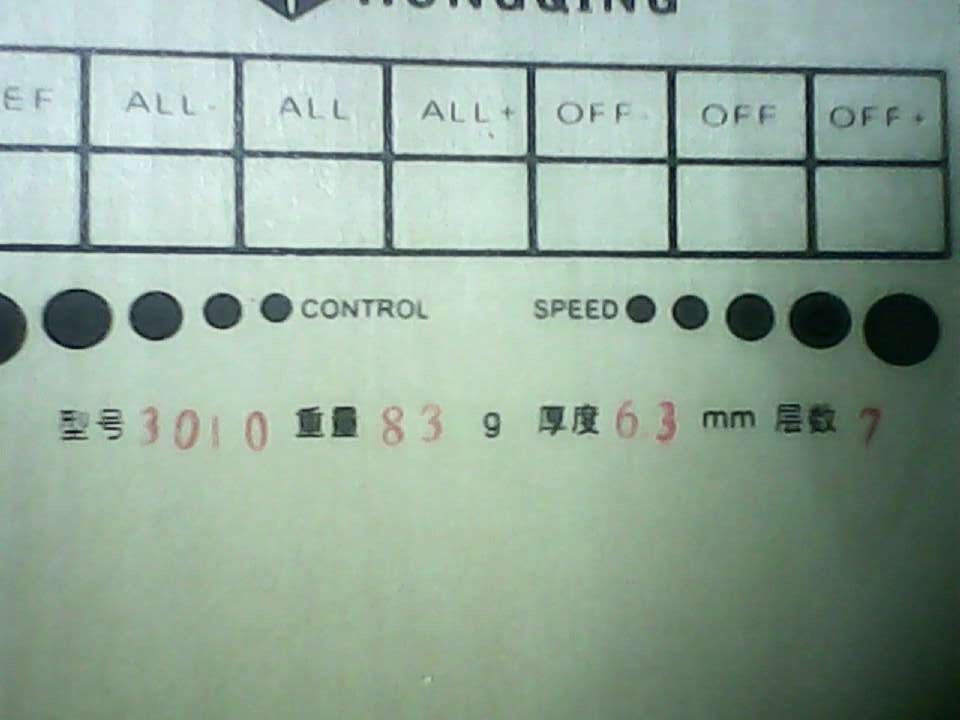 HONGQING
EF ALL- ALL ALL+ OFF- OFF OFF+
CONTROL SPEED
型号 3010 重量 83 g 厚度 6.3 mm 层数 7